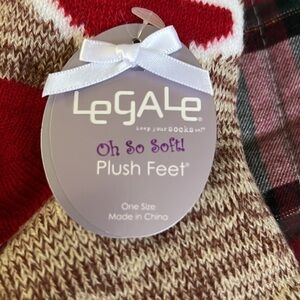 LeGALe®
keep your socks on!®
Oh So Soft!
Plush Feet®
One Size
Made in China